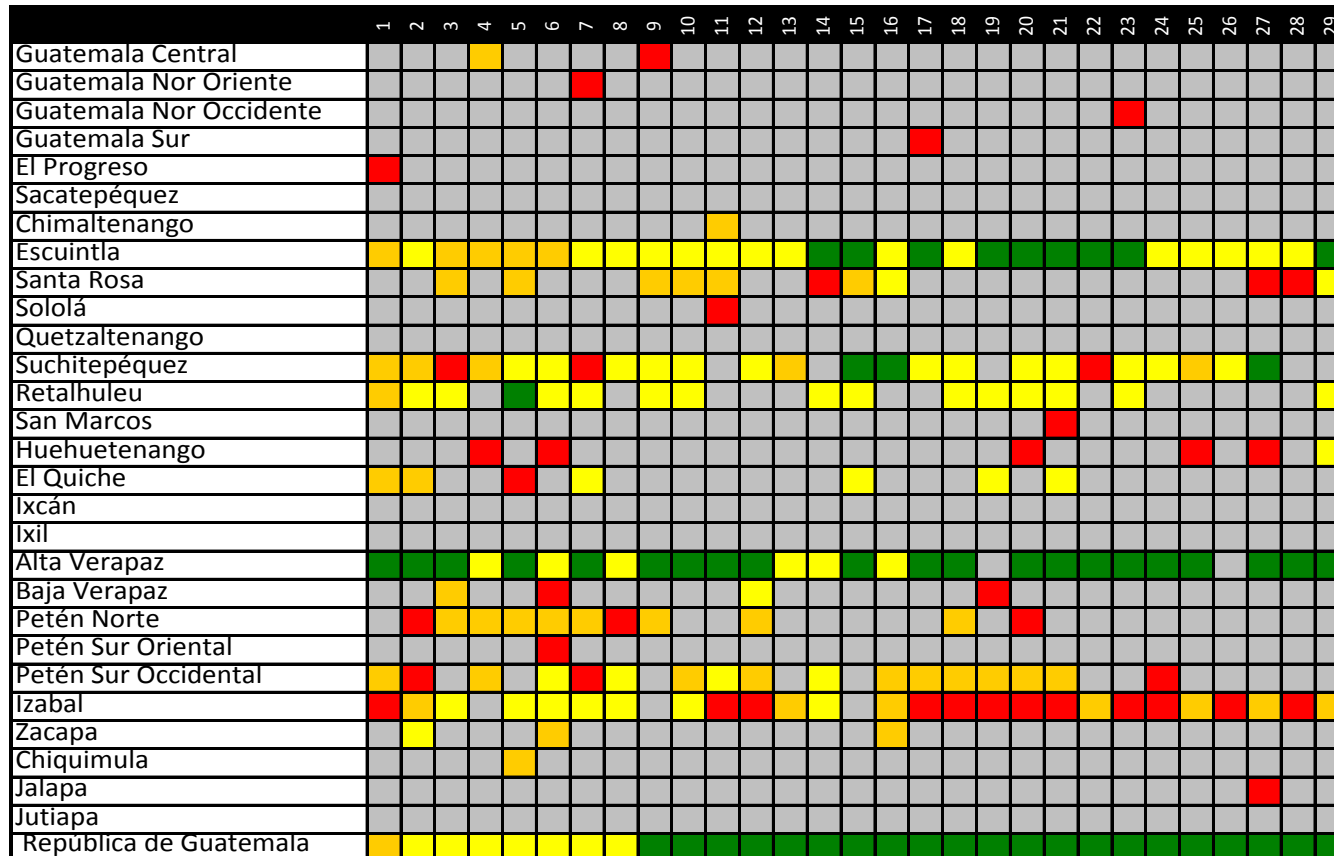 1 2 3 4 5 6 7 8 9 10 11 12 13 14 15 16 17 18 19 20 21 22 23 24 25 26 27 28 29
Guatemala Central
Guatemala Nor Oriente
Guatemala Nor Occidente
Guatemala Sur
El Progreso
Sacatepéquez
Chimaltenango
Escuintla
Santa Rosa
Sololá
Quetzaltenango
Suchitepéquez
Retalhuleu
San Marcos
Huehuetenango
El Quiche
Ixcán
Ixil
Alta Verapaz
Baja Verapaz
Petén Norte
Petén Sur Oriental
Petén Sur Occidental
Izabal
Zacapa
Chiquimula
Jalapa
Jutiapa
República de Guatemala